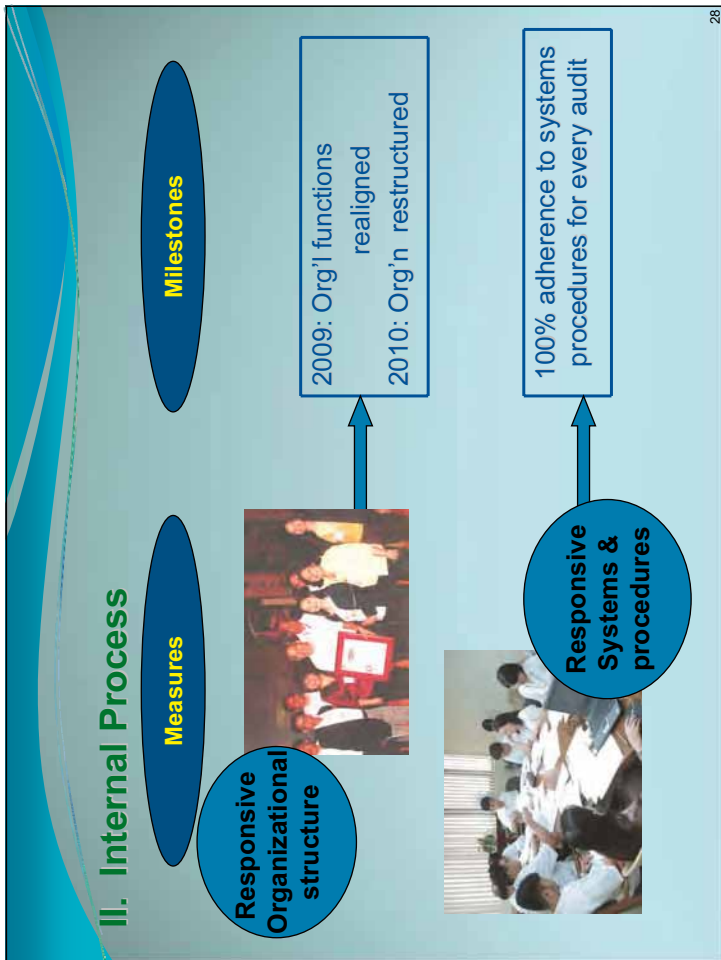 II. Internal Process
Measures
Milestones
Responsive
Organizational
structure
2009: Org'l functions
realigned
2010: Org'n restructured
Responsive
Systems &
procedures
100% adherence to systems
procedures for every audit
28